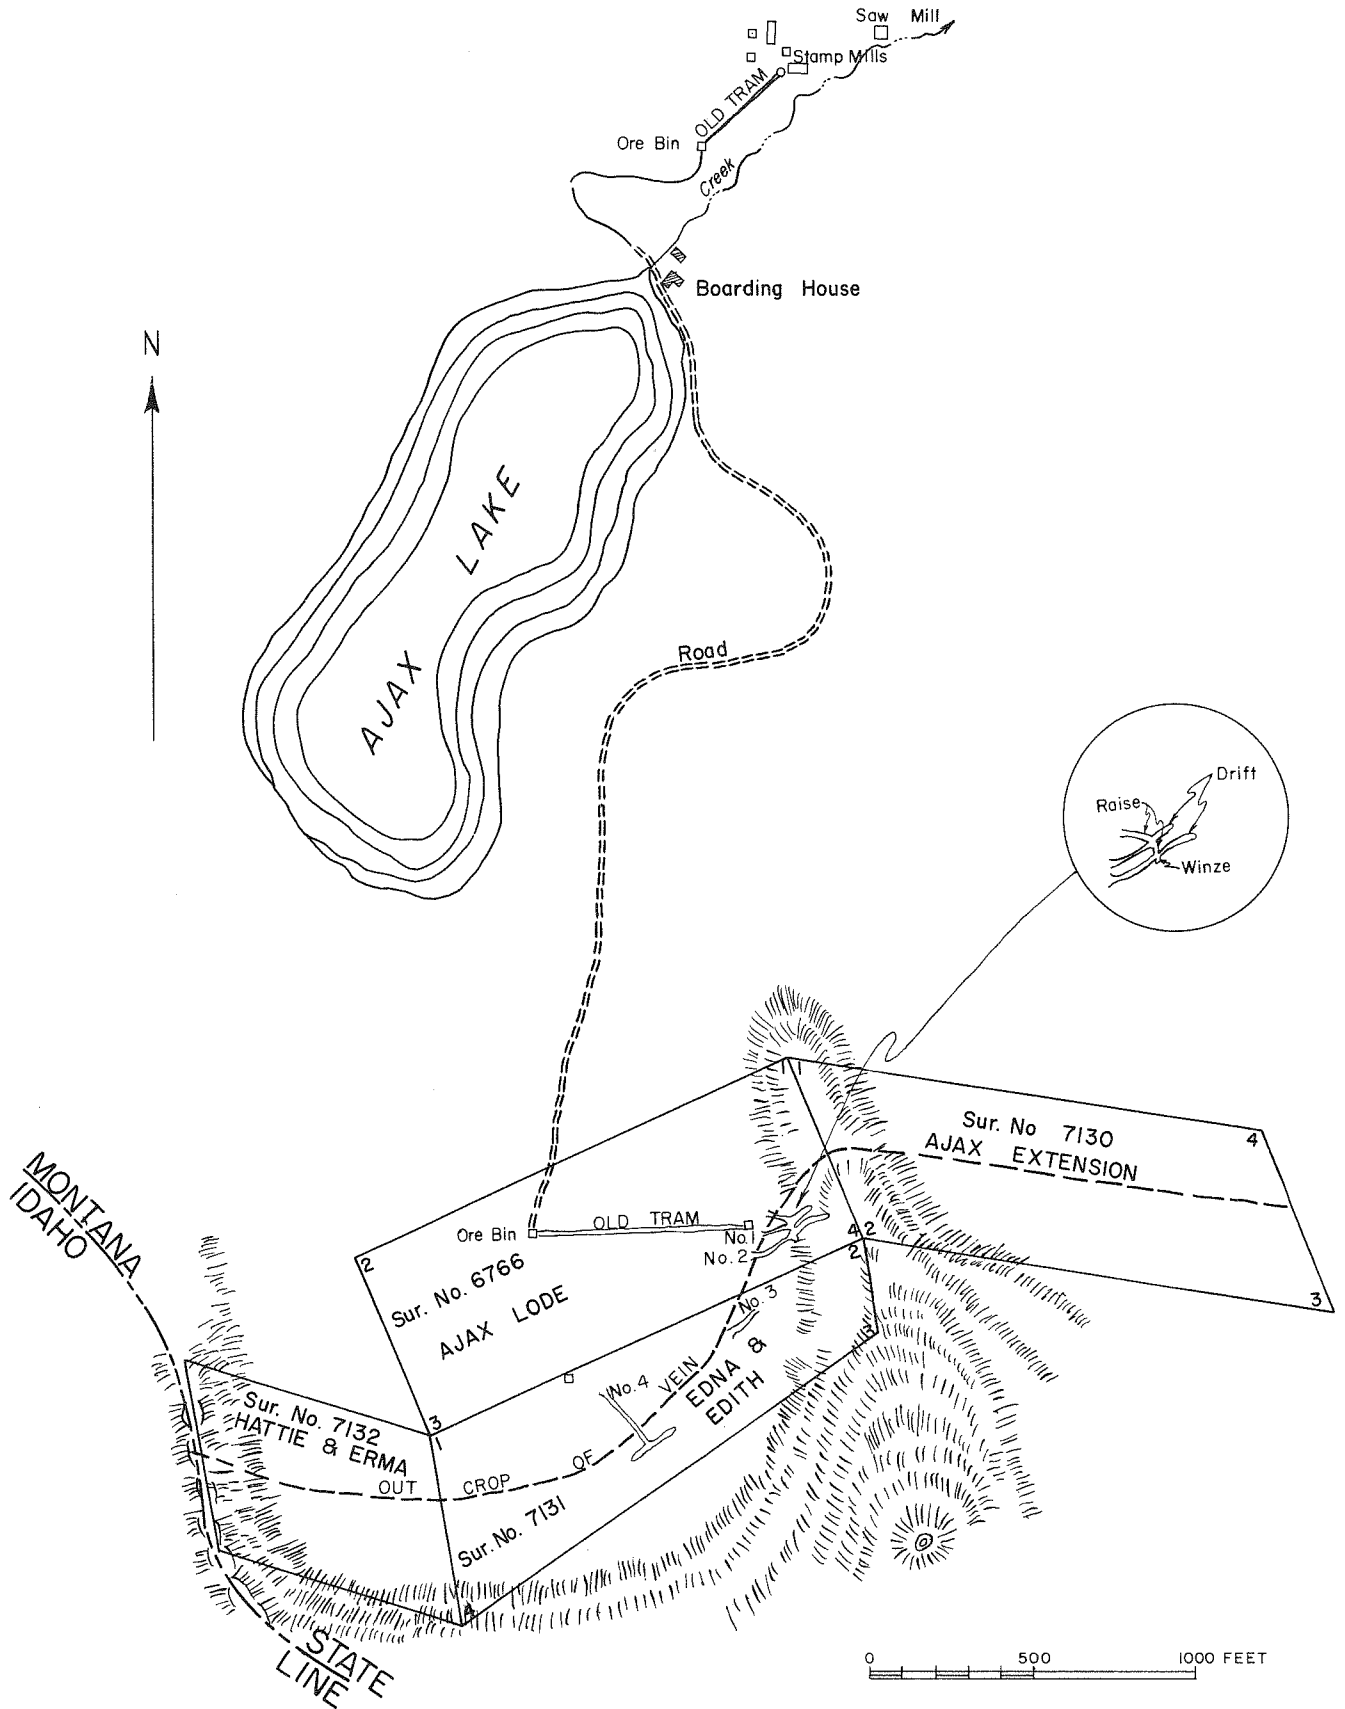 Saw Mill
Stamp Mills
OLD TRAM
Ore Bin
Creek
Boarding House
N
AJAX LAKE
Road
Drift
Raise
Winze
1 1
Sur. No 7130
AJAX EXTENSION
4
3
4 2
2
3
MONTANA
IDAHO
Ore Bin
OLD TRAM
No. 1
No. 2
2
Sur. No. 6766
AJAX LODE
No. 3
No. 4
EDNA &
EDITH
3
1
Sur. No. 7132
HATTIE & ERMA
OUT CROP OF VEIN
Sur. No. 7131
4
STATE
LINE
0 500 1000 FEET